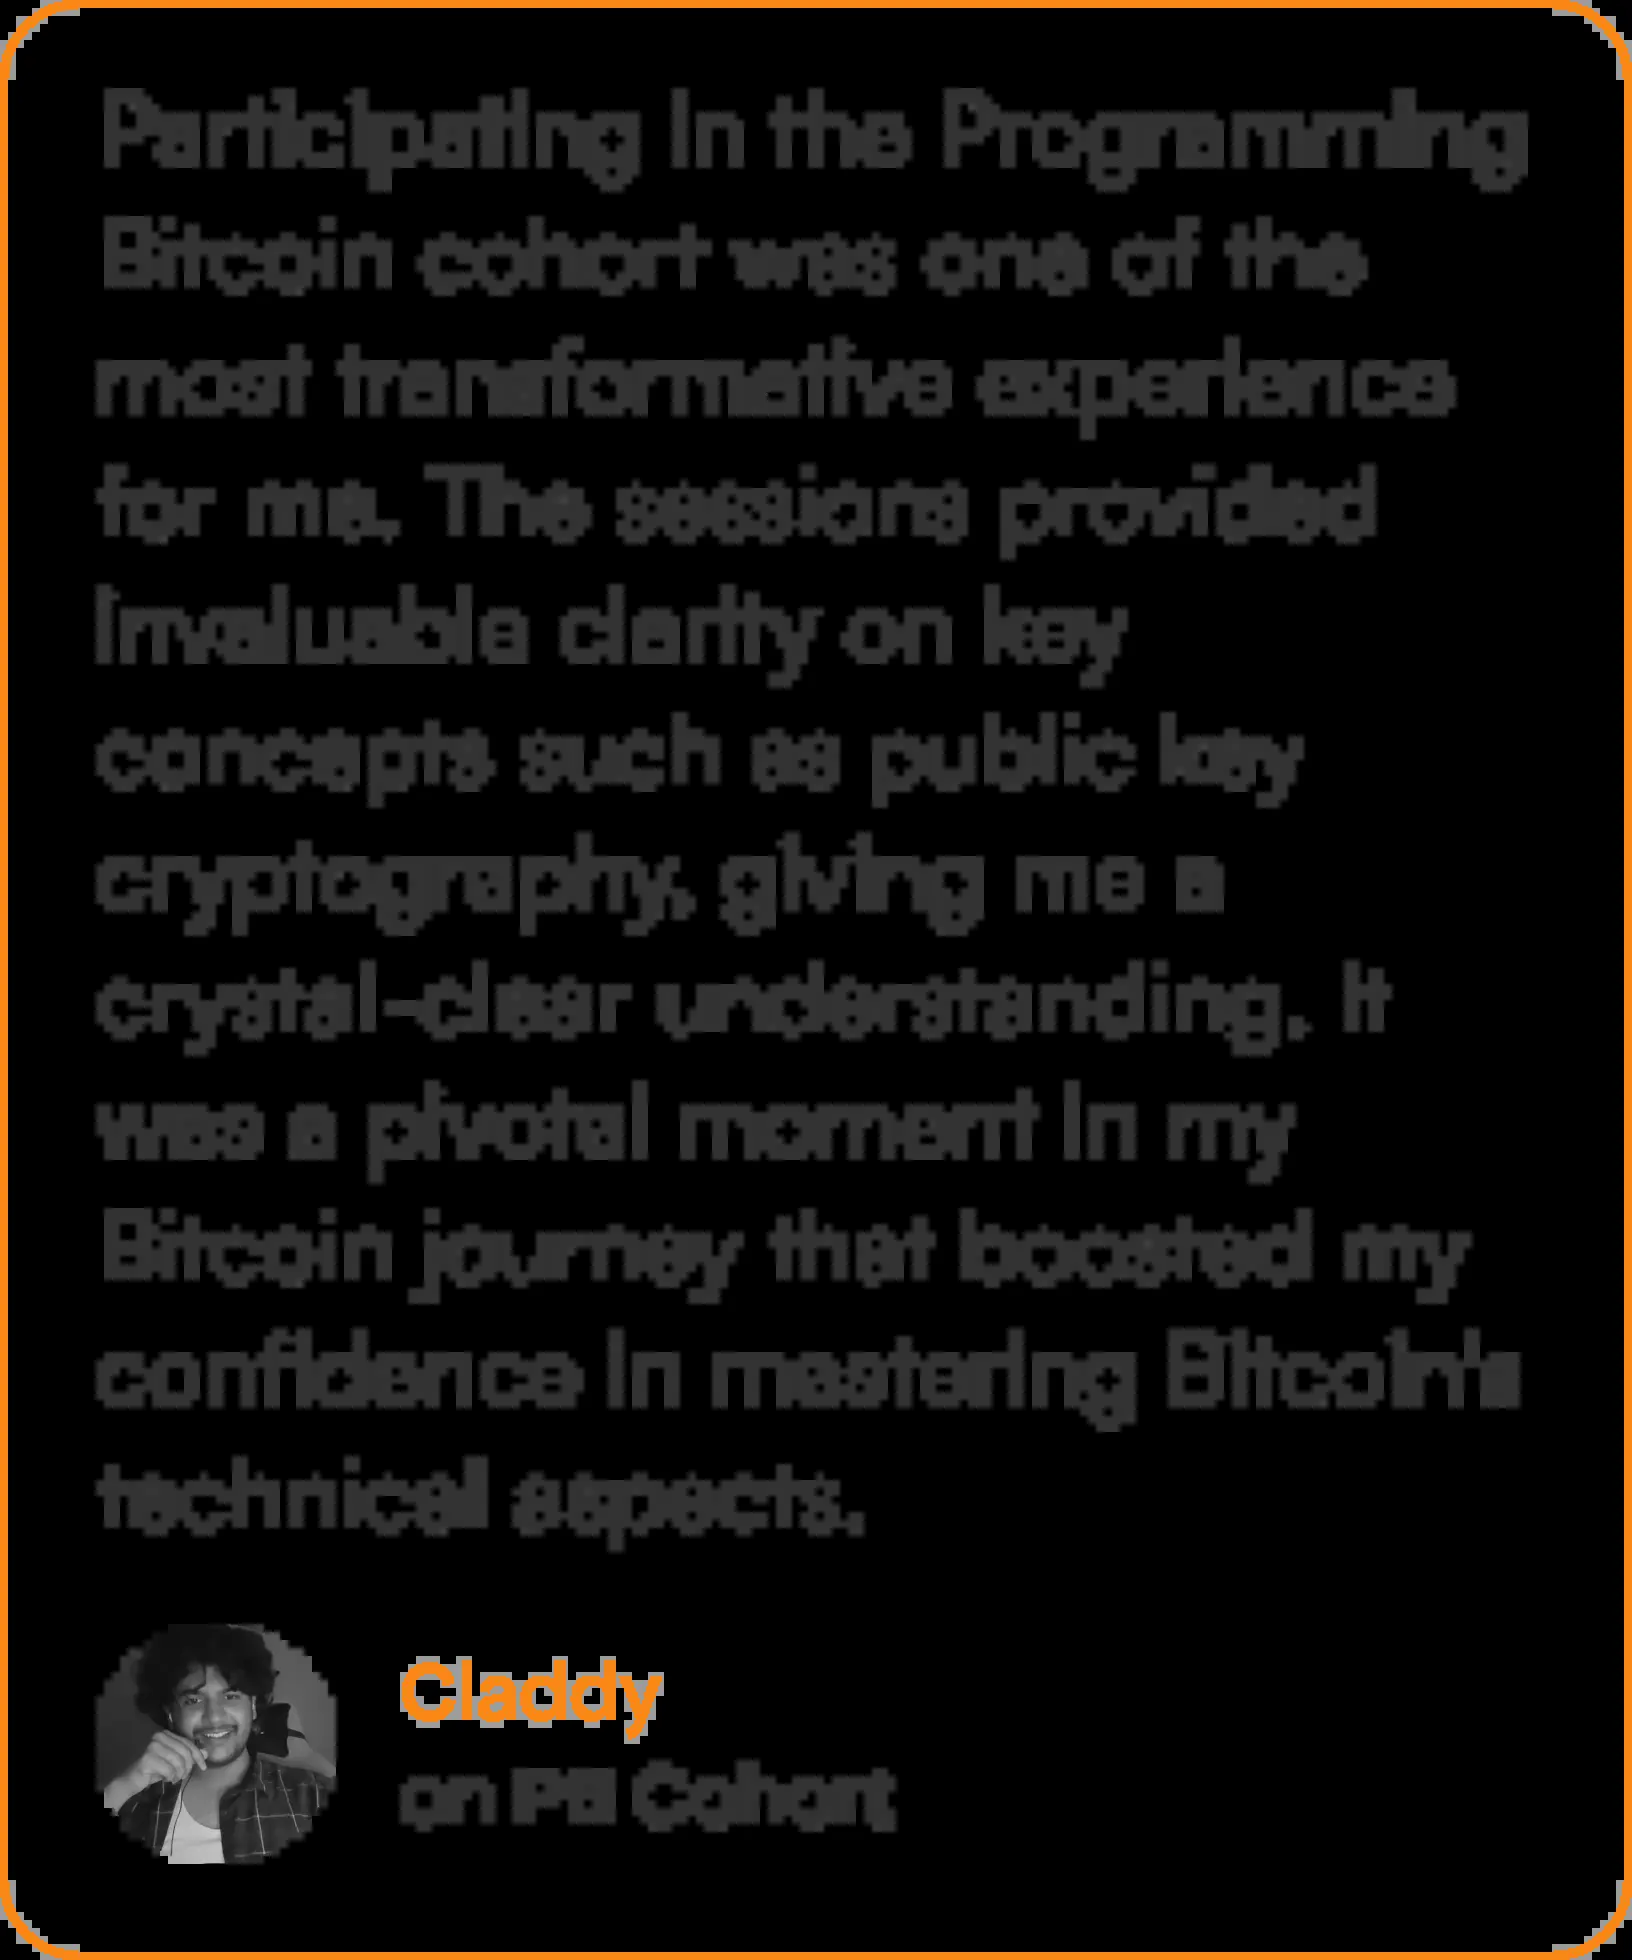 Participating in the Programming
Bitcoin cohort was one of the
most transformative experience
for me. The sessions provided
invaluable clarity on key
concepts such as public key
cryptography, giving me a
crystal-clear understanding. It
was a pivotal moment in my
Bitcoin journey that boosted my
confidence in mastering Bitcoin's
technical aspects.
Claddy
on PB Cohort